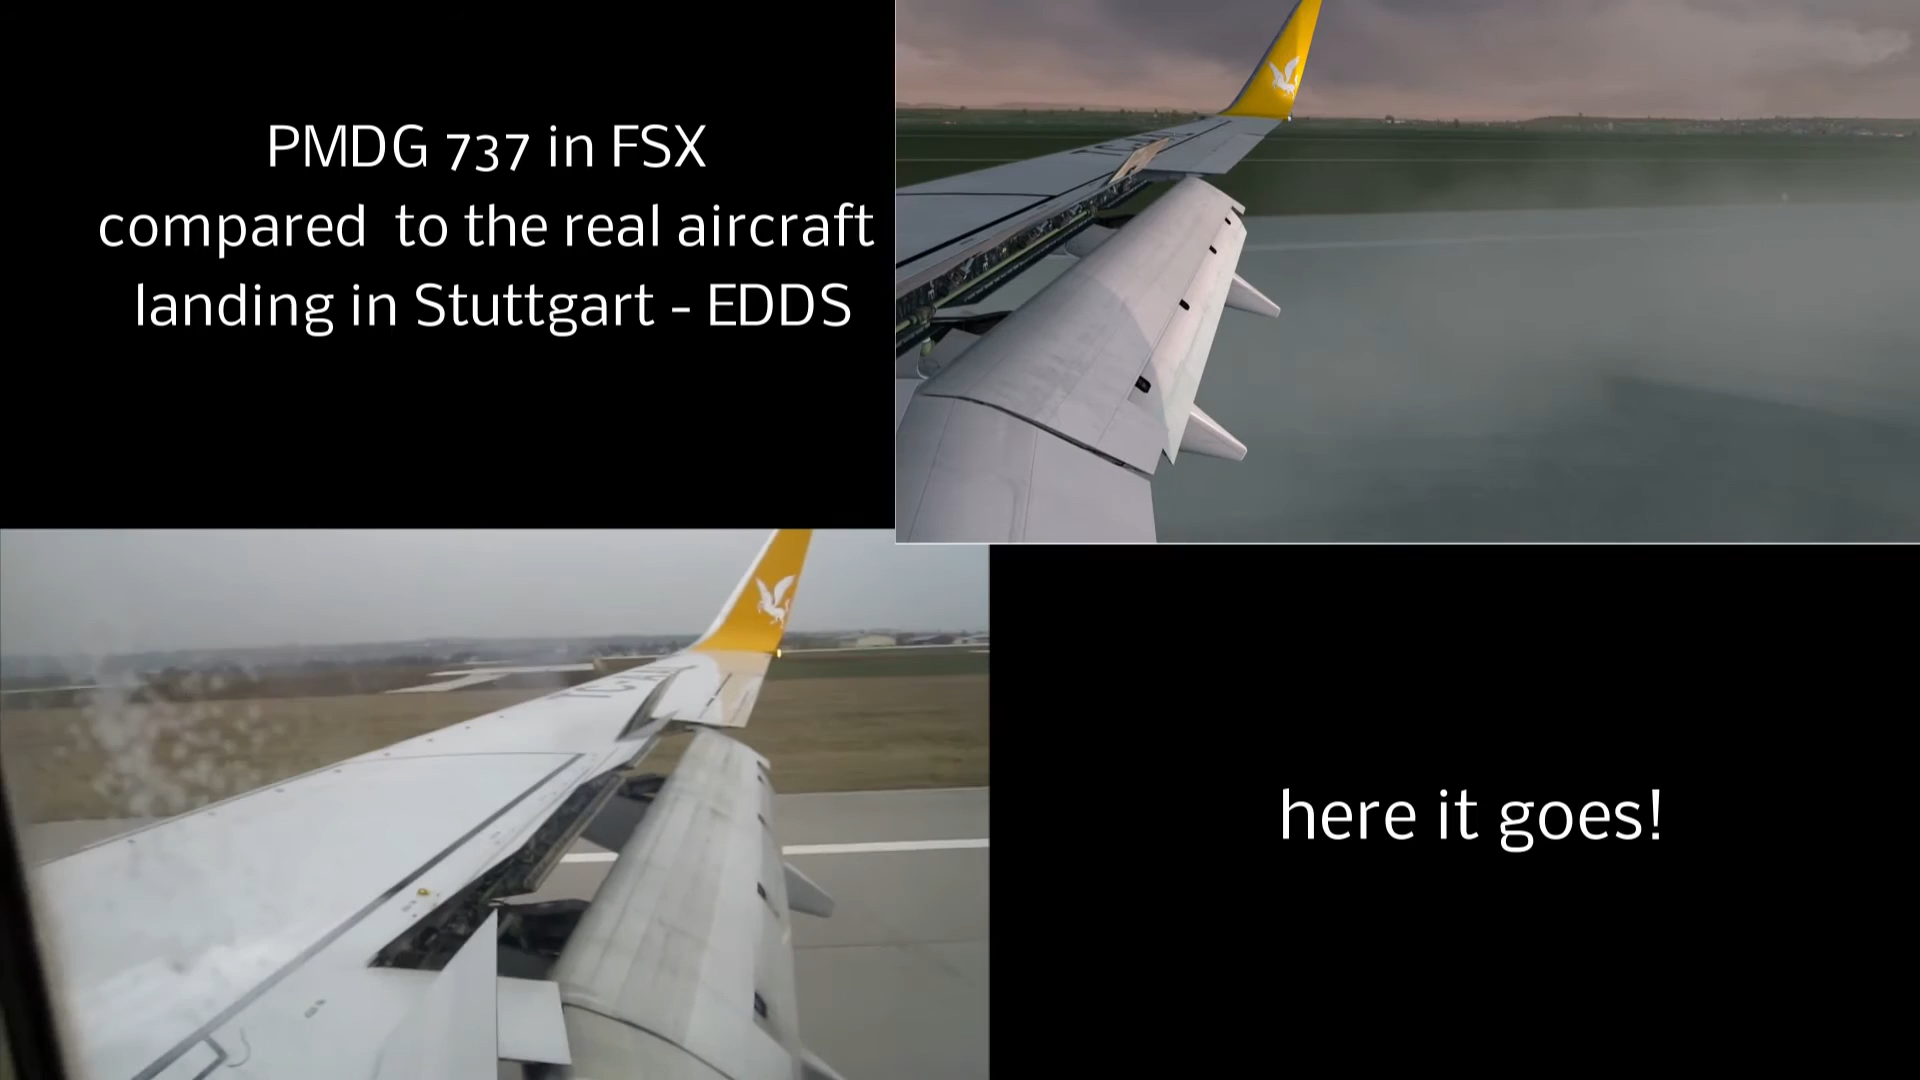 PMDG 737 in FSX
compared to the real aircraft
landing in Stuttgart - EDDS
here it goes!